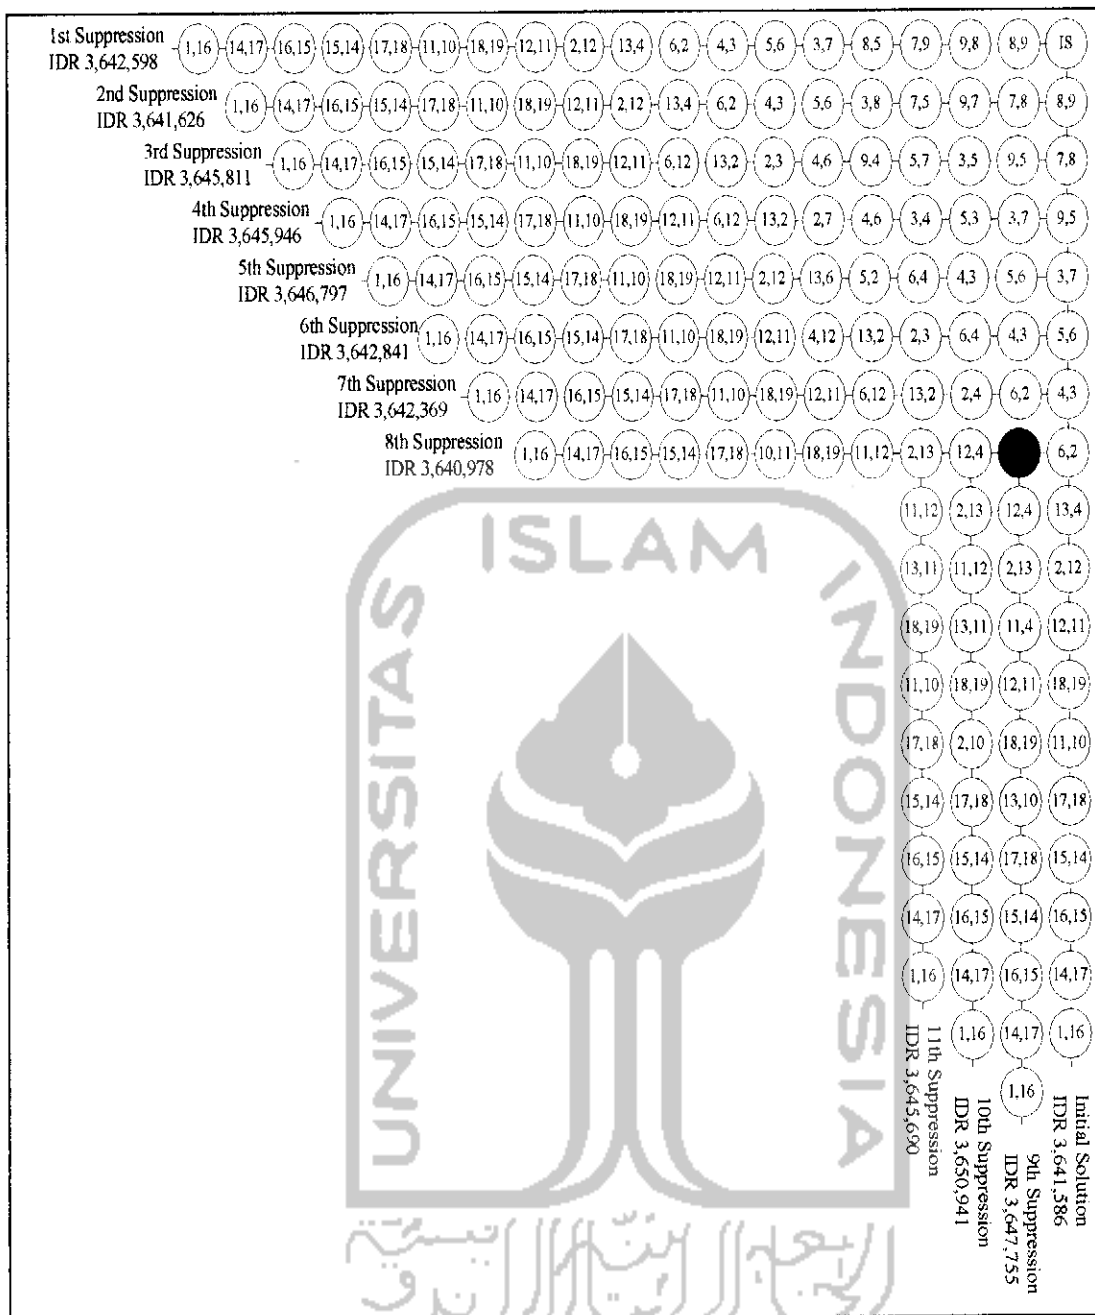 1st Suppression 1,16 14,17 16,15 15,14 17,18 11,10 18,19 12,11 2,12 13,4 6,2 4,3 5,6 3,7 8,5 7,9 9,8 8,9 IS
IDR 3,642,598
2nd Suppression 1,16 14,17 16,15 15,14 17,18 11,10 18,19 12,11 2,12 13,4 6,2 4,3 5,6 3,8 7,5 9,7 7,8 8,9
IDR 3,641,626
3rd Suppression 1,16 14,17 16,15 15,14 17,18 11,10 18,19 12,11 6,12 13,2 2,3 4,6 9,4 5,7 3,5 9,5 7,8
IDR 3,645,811
4th Suppression 1,16 14,17 16,15 15,14 17,18 11,10 18,19 12,11 6,12 13,2 2,7 4,6 3,4 5,3 3,7 9,5
IDR 3,645,946
5th Suppression 1,16 14,17 16,15 15,14 17,18 11,10 18,19 12,11 2,12 13,6 5,2 6,4 4,3 5,6 3,7
IDR 3,646,797
6th Suppression 1,16 14,17 16,15 15,14 17,18 11,10 18,19 12,11 4,12 13,2 2,3 6,4 4,3 5,6
IDR 3,642,841
7th Suppression 1,16 14,17 16,15 15,14 17,18 11,10 18,19 12,11 6,12 13,2 2,4 6,2 4,3
IDR 3,642,369
8th Suppression 1,16 14,17 16,15 15,14 17,18 10,11 18,19 11,12 2,13 12,4 6,2
IDR 3,640,978
11,12 2,13 12,4 13,4
13,11 11,12 2,13 2,12
18,19 13,11 11,4 12,11
11,10 18,19 12,11 18,19
17,18 2,10 18,19 11,10
15,14 17,18 13,10 17,18
16,15 15,14 17,18 15,14
14,17 16,15 15,14 16,15
1,16 14,17 16,15 14,17
1,16 14,17 1,16
1,16
11th Suppression
IDR 3,645,690
10th Suppression
IDR 3,650,941
9th Suppression
IDR 3,647,755
Initial Solution
IDR 3,641,586
UNIVERSITAS
ISLAM
INDONESIA